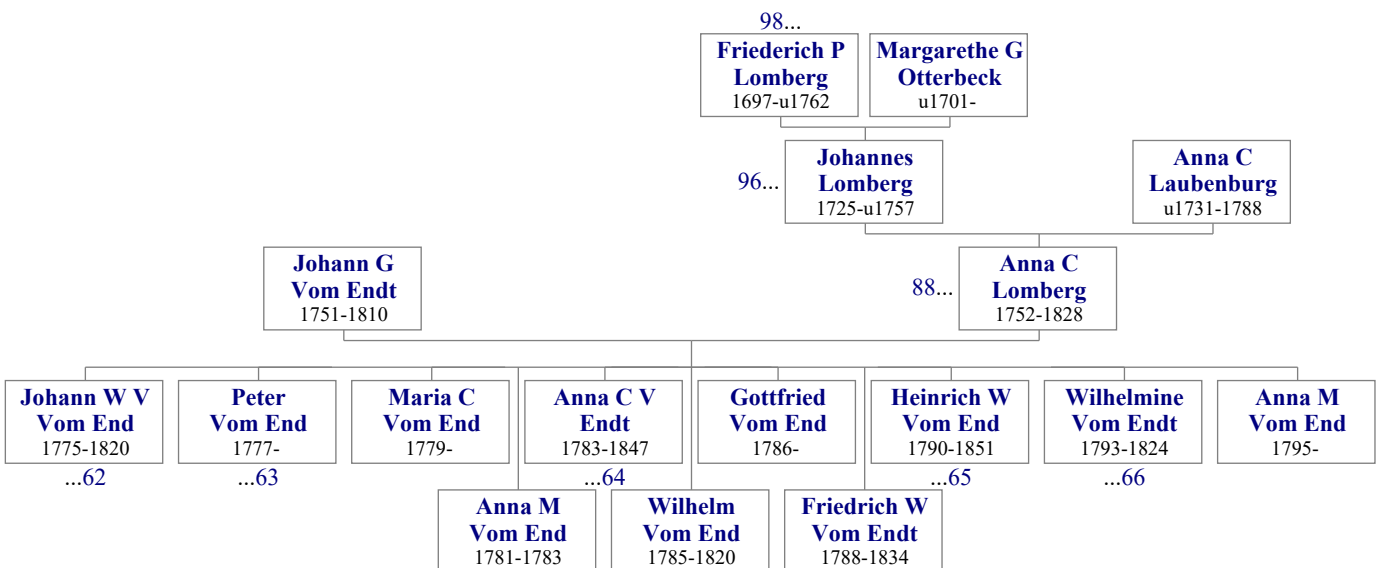 98...
Friederich P
Lomberg
1697-u1762
Margarethe G
Otterbeck
u1701-
96...
Johannes
Lomberg
1725-u1757
Anna C
Laubenburg
u1731-1788
Johann G
Vom Endt
1751-1810
88...
Anna C
Lomberg
1752-1828
Johann W V
Vom End
1775-1820
...62
Peter
Vom End
1777-
...63
Maria C
Vom End
1779-
Anna C V
Endt
1783-1847
...64
Gottfried
Vom End
1786-
Heinrich W
Vom End
1790-1851
...65
Wilhelmine
Vom Endt
1793-1824
...66
Anna M
Vom End
1795-
Anna M
Vom End
1781-1783
Wilhelm
Vom End
1785-1820
Friedrich W
Vom Endt
1788-1834